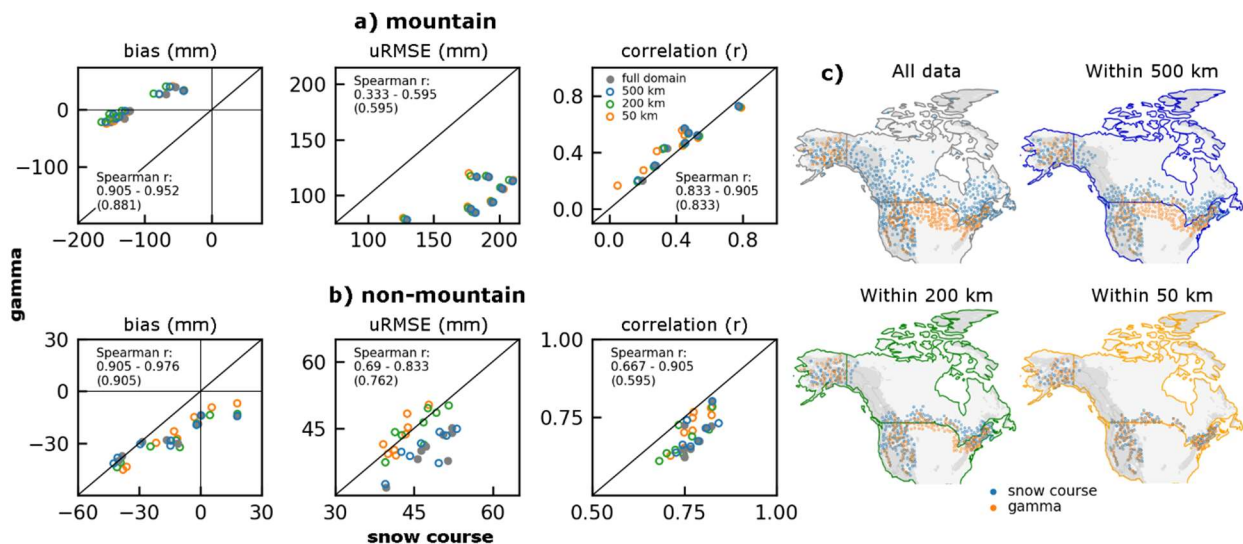 a) mountain
bias (mm)
uRMSE (mm)
correlation (r)
0
−100
−200
−100
0
Spearman r:
0.905 - 0.952
(0.881)
200
150
100
100
150
200
Spearman r:
0.333 - 0.595
(0.595)
0.8
0.4
0.0
0.0
0.4
0.8
full domain
500 km
200 km
50 km
Spearman r:
0.833 - 0.905
(0.833)
gamma
b) non-mountain
bias (mm)
uRMSE (mm)
correlation (r)
30
0
−30
−60
−30
0
30
Spearman r:
0.905 - 0.976
(0.905)
60
45
30
45
60
Spearman r:
0.69 - 0.833
(0.762)
1.00
0.75
0.50
0.75
1.00
Spearman r:
0.667 - 0.905
(0.595)
snow course
c)
All data
Within 500 km
Within 200 km
Within 50 km
snow course
gamma